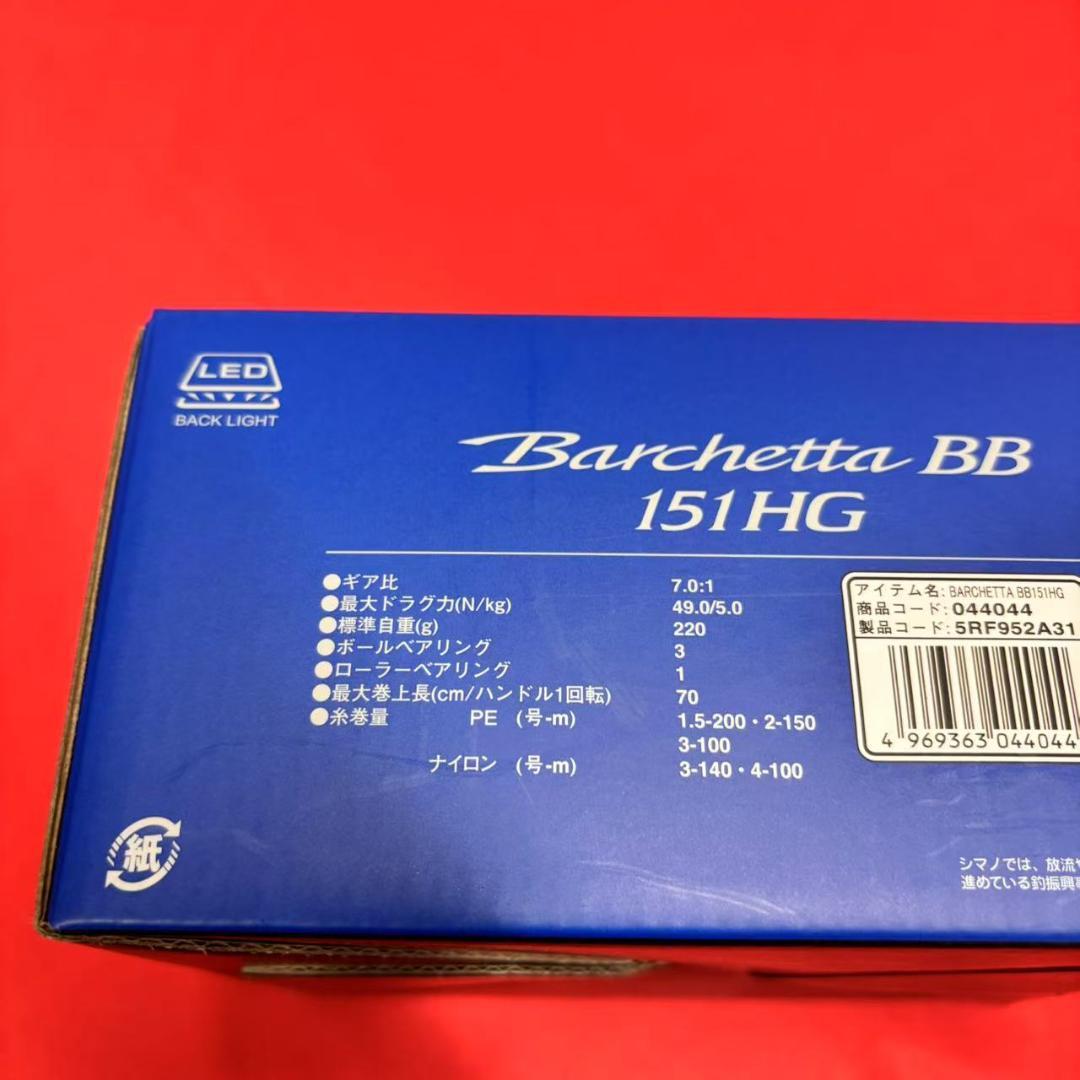 LED
BACK LIGHT
Barchetta BB
151HG
●ギア比 7.0:1
●最大ドラグ力(N/kg) 49.0/5.0
●標準自重(g) 220
●ボールベアリング 3
●ローラーベアリング 1
●最大巻上長(cm/ハンドル1回転) 70
●糸巻量 PE (号-m) 1.5-200・2-150
3-100
ナイロン (号-m) 3-140・4-100
アイテム名: BARCHETTA BB151HG
商品コード: 044044
製品コード: 5RF952A31
4 969363 044044
紙
シマノでは、放流や
進めている釣振興